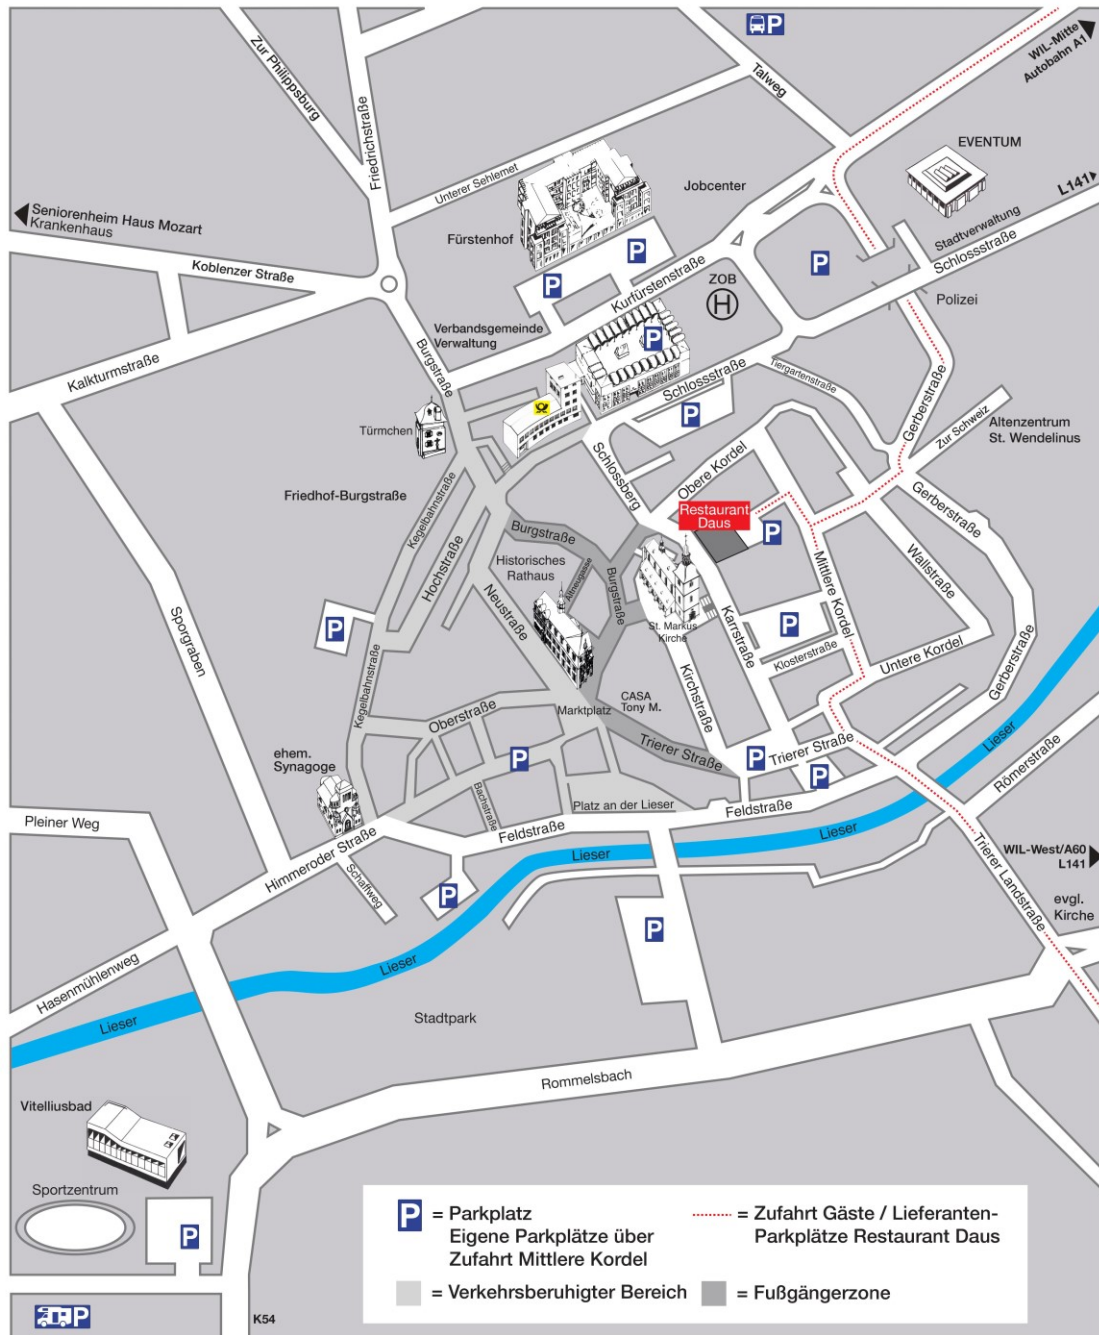 P
WIL-Mitte
Autobahn A1
Zur Philippsburg
Friedrichstraße
Talweg
EVENTUM
Unterer Sehlemet
Jobcenter
L141
Seniorenheim Haus Mozart
Krankenhaus
Fürstenhof
P
Stadtverwaltung
Schlossstraße
Koblenzer Straße
P
P
ZOB
H
Kurfürstenstraße
Polizei
Verbandsgemeinde
Verwaltung
P
Burgstraße
Kalkturmstraße
Schlossstraße
Tiergartenstraße
Gerberstraße
P
Türmchen
Zur Schweiz
Altenzentrum
St. Wendelinus
Schlossberg
Obere Kordel
Friedhof-Burgstraße
Kegelbahnstraße
Gerberstraße
Restaurant
Daus
P
Burgstraße
Hochstraße
Historisches
Rathaus
Altneugasse
Burgstraße
Wallstraße
Neustraße
Mittlere Kordel
Sporgraben
P
St. Markus
Kirche
Karrstraße
P
Klosterstraße
Untere Kordel
Gerberstraße
Kegelbahnstraße
Kirchstraße
CASA
Tony M.
Oberstraße
Marktplatz
Lieser
Römerstraße
Trierer Straße
Trierer Straße
ehem.
Synagoge
P
P
P
Bachstraße
Platz an der Lieser
Feldstraße
Feldstraße
Pleiner Weg
Lieser
Lieser
Himmeroder Straße
Schaffweg
Trierer Landstraße
WIL-West/A60
L141
P
evgl.
Kirche
P
Hasenmühlenweg
Lieser
Lieser
Stadtpark
Rommelsbach
Vitelliusbad
Sportzentrum
P
P = Parkplatz
Eigene Parkplätze über
Zufahrt Mittlere Kordel
= Zufahrt Gäste / Lieferanten-
Parkplätze Restaurant Daus
= Verkehrsberuhigter Bereich
= Fußgängerzone
P
K54